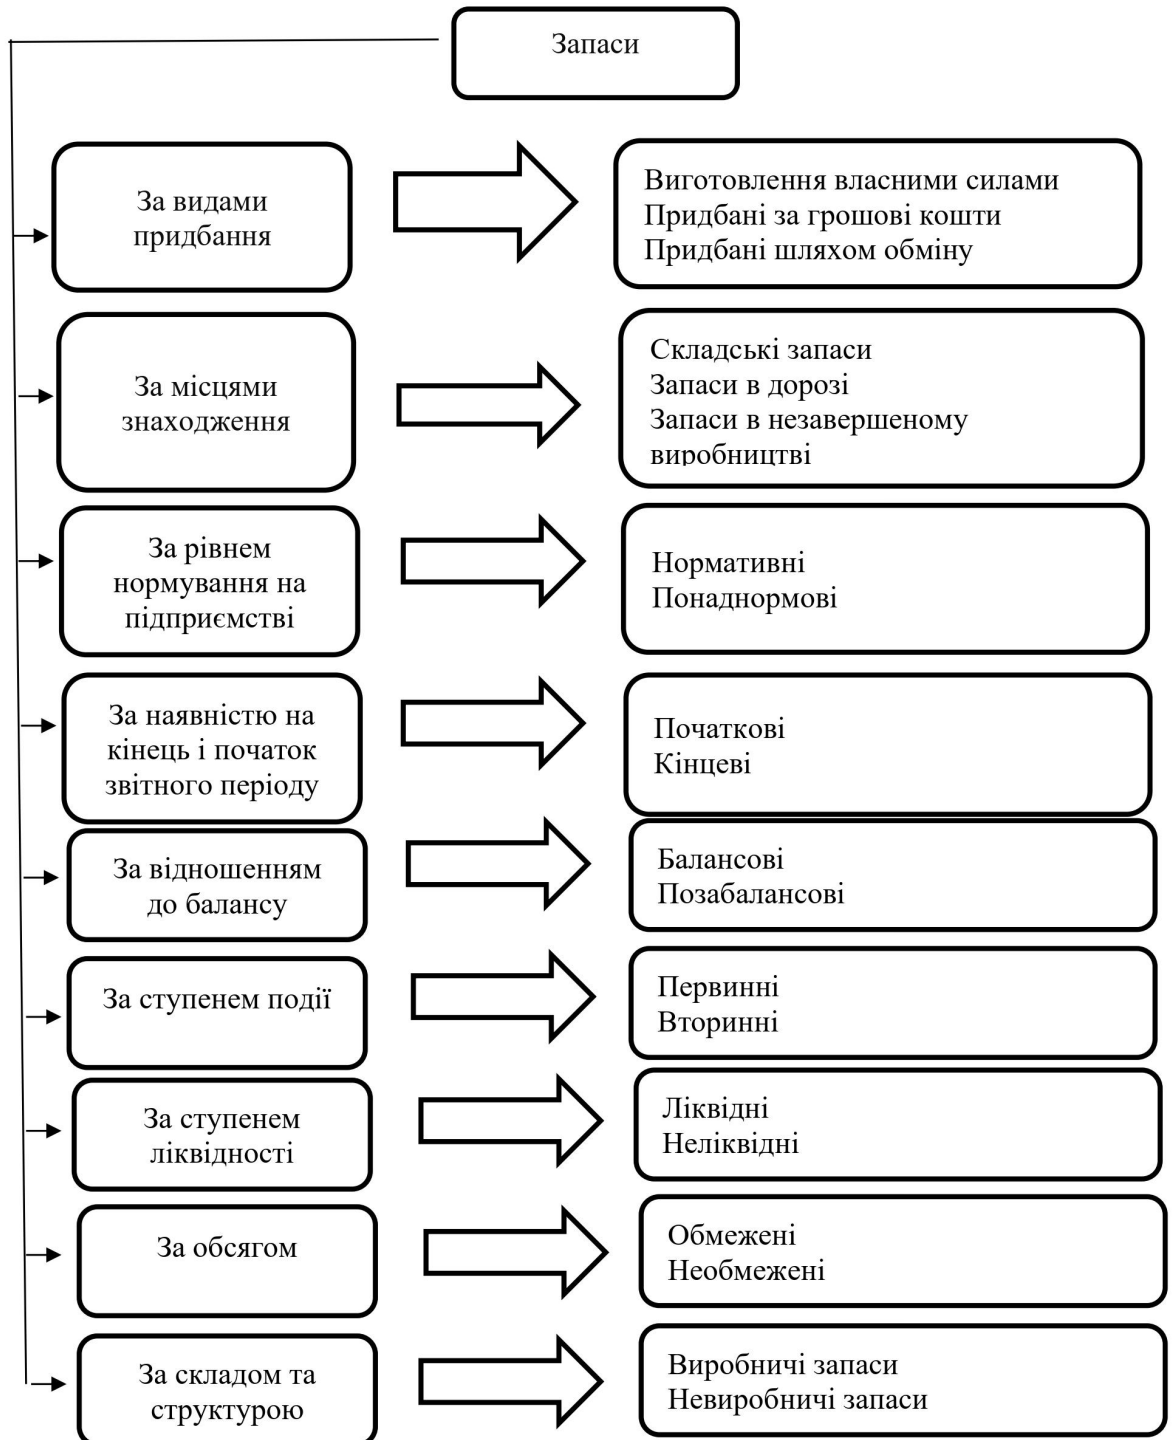 Запаси
За видами
придбання
Виготовлення власними силами
Придбані за грошові кошти
Придбані шляхом обміну
За місцями
знаходження
Складські запаси
Запаси в дорозі
Запаси в незавершеному
виробництві
За рівнем
нормування на
підприємстві
Нормативні
Понаднормові
За наявністю на
кінець і початок
звітного періоду
Початкові
Кінцеві
За відношенням
до балансу
Балансові
Позабалансові
За ступенем події
Первинні
Вторинні
За ступенем
ліквідності
Ліквідні
Неліквідні
За обсягом
Обмежені
Необмежені
За складом та
структурою
Виробничі запаси
Невиробничі запаси